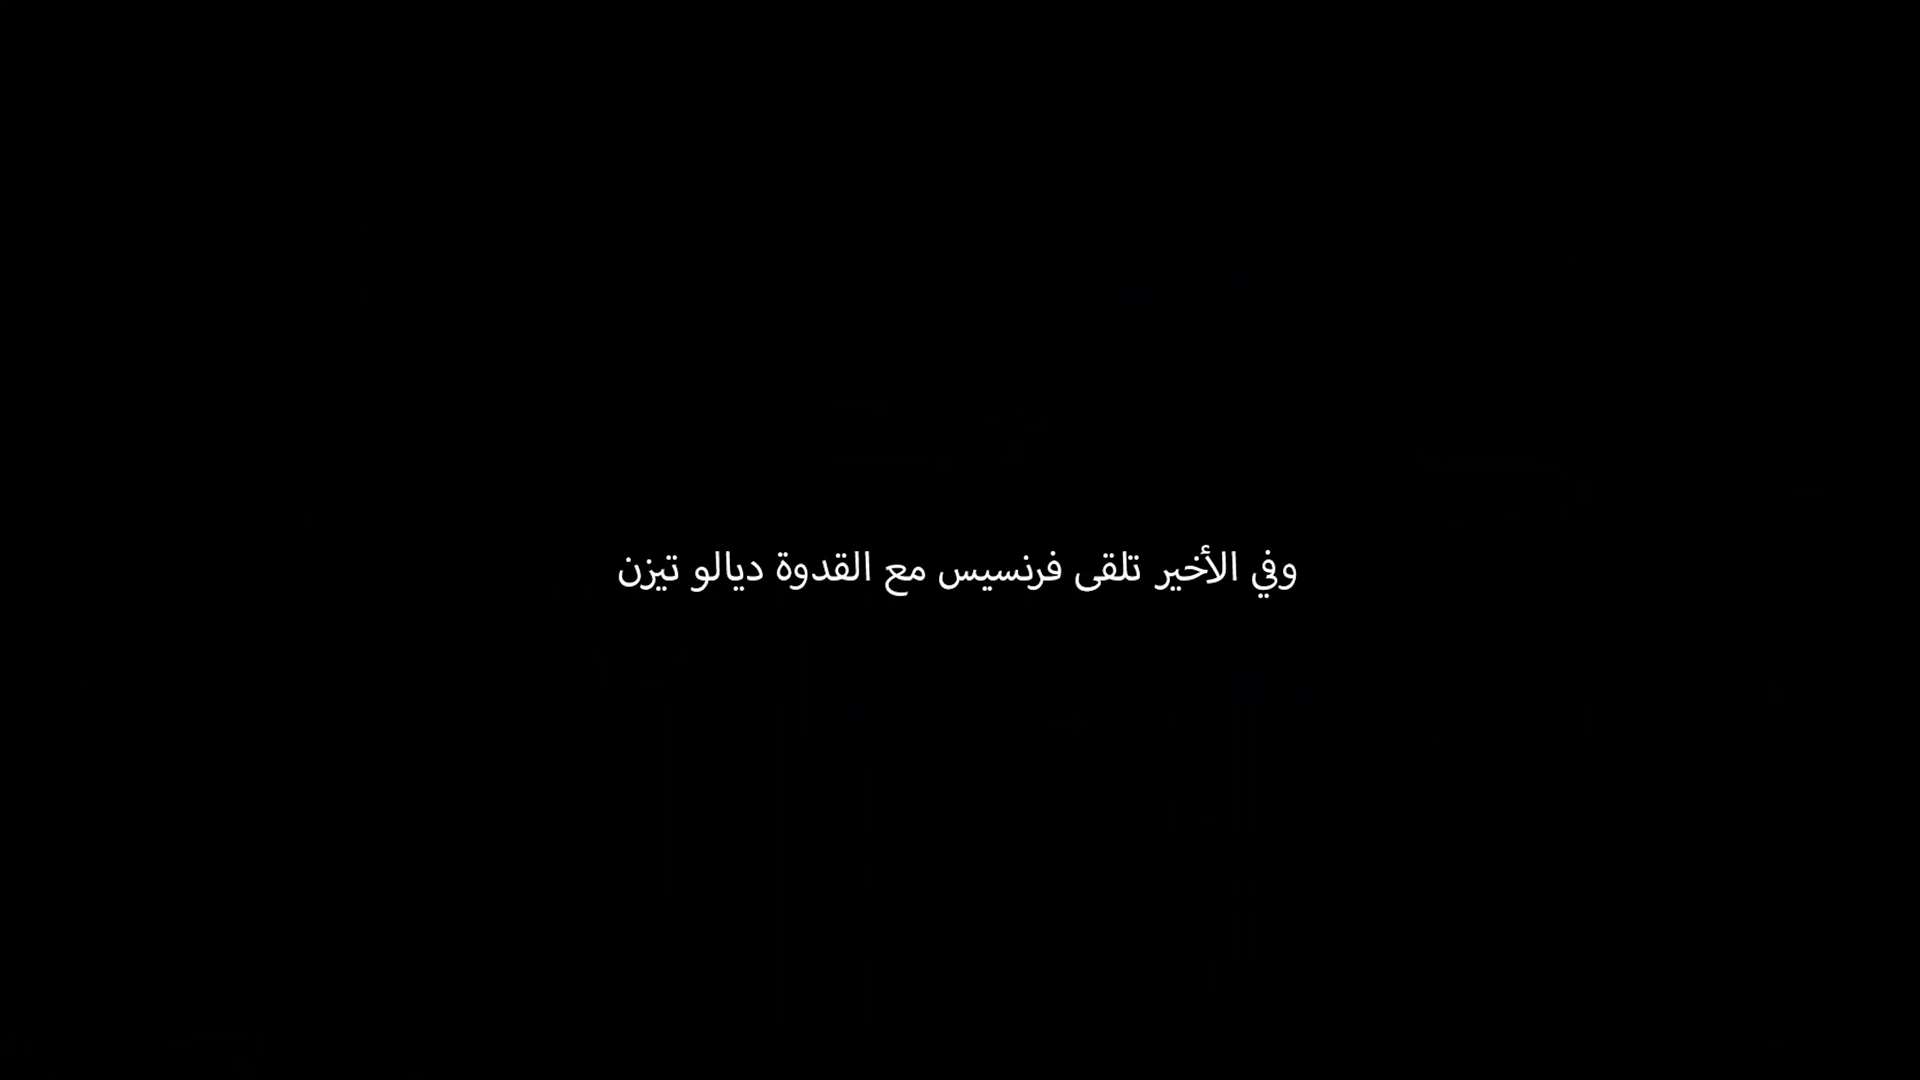 وفي الأخير تلقى فرنسيس مع القدوة ديالو تيزن